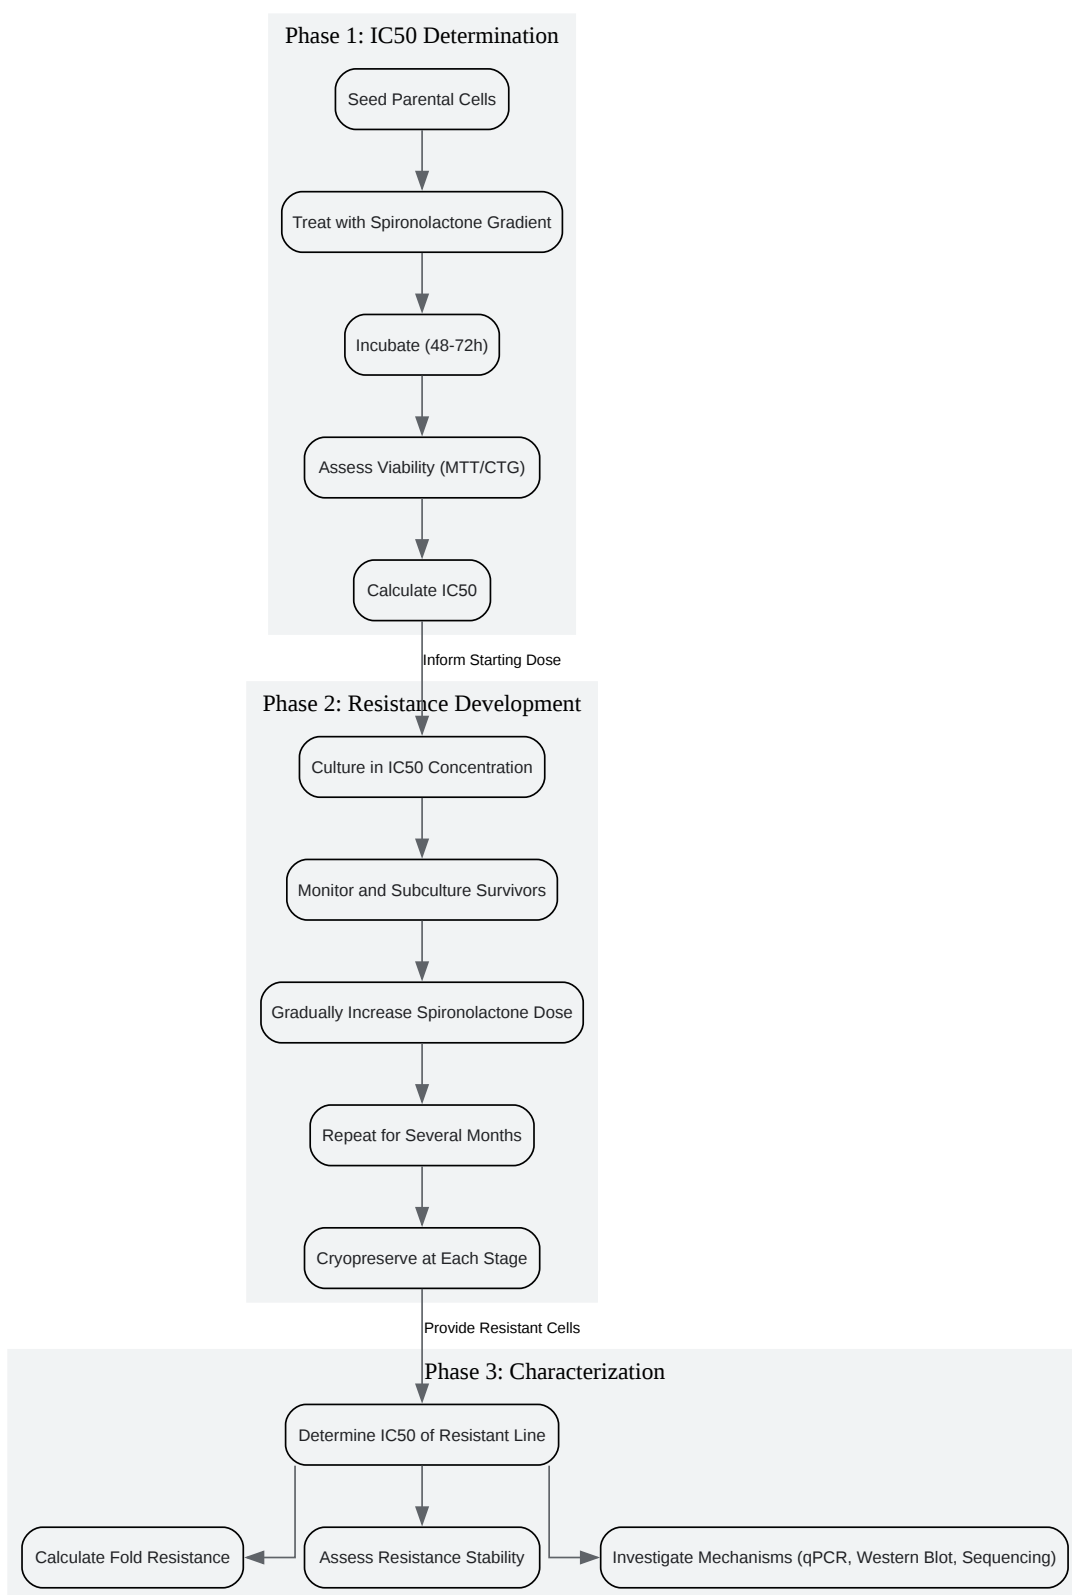 Phase 1: IC50 Determination
Seed Parental Cells
Treat with Spironolactone Gradient
Incubate (48-72h)
Assess Viability (MTT/CTG)
Calculate IC50
Inform Starting Dose
Phase 2: Resistance Development
Culture in IC50 Concentration
Monitor and Subculture Survivors
Gradually Increase Spironolactone Dose
Repeat for Several Months
Cryopreserve at Each Stage
Provide Resistant Cells
Phase 3: Characterization
Determine IC50 of Resistant Line
Calculate Fold Resistance
Assess Resistance Stability
Investigate Mechanisms (qPCR, Western Blot, Sequencing)